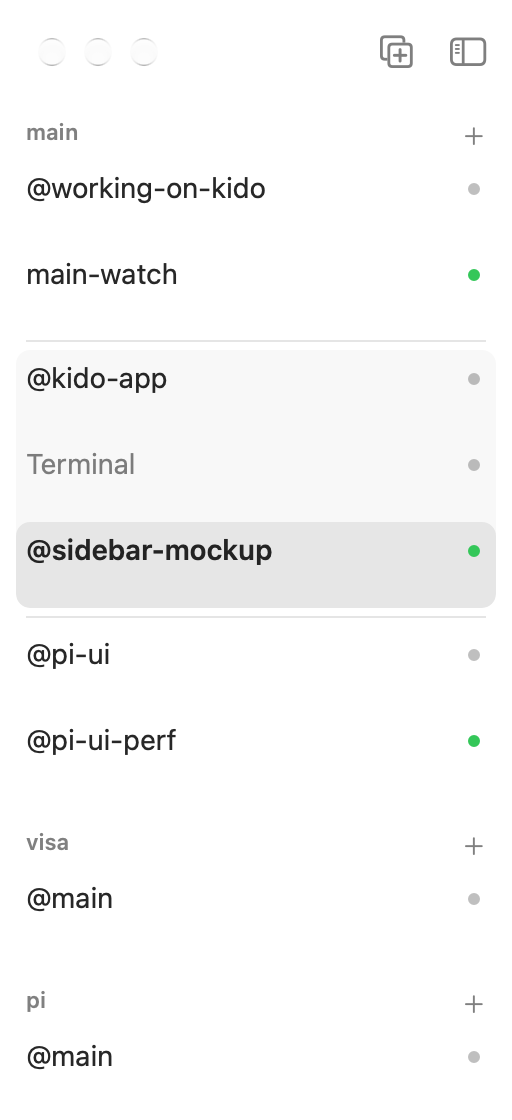 main
@working-on-kido
main-watch
@kido-app
Terminal
@sidebar-mockup
@pi-ui
@pi-ui-perf
visa
@main
pi
@main